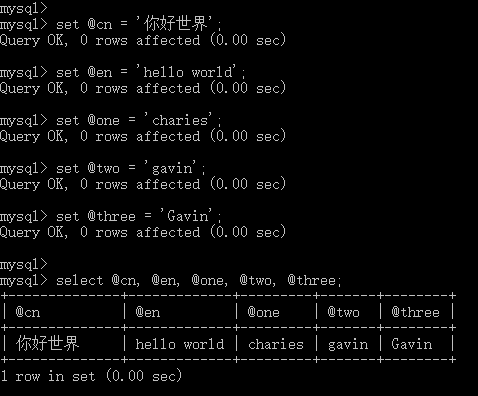 mysql>
mysql> set @cn = '你好世界';
Query OK, 0 rows affected (0.00 sec)
mysql> set @en = 'hello world';
Query OK, 0 rows affected (0.00 sec)
mysql> set @one = 'charies';
Query OK, 0 rows affected (0.00 sec)
mysql> set @two = 'gavin';
Query OK, 0 rows affected (0.00 sec)
mysql> set @three = 'Gavin';
Query OK, 0 rows affected (0.00 sec)
mysql>
mysql> select @cn, @en, @one, @two, @three;
+--------------+-------------+---------+-------+--------+
| @cn | @en | @one | @two | @three |
+--------------+-------------+---------+-------+--------+
| 你好世界 | hello world | charies | gavin | Gavin |
+--------------+-------------+---------+-------+--------+
1 row in set (0.00 sec)